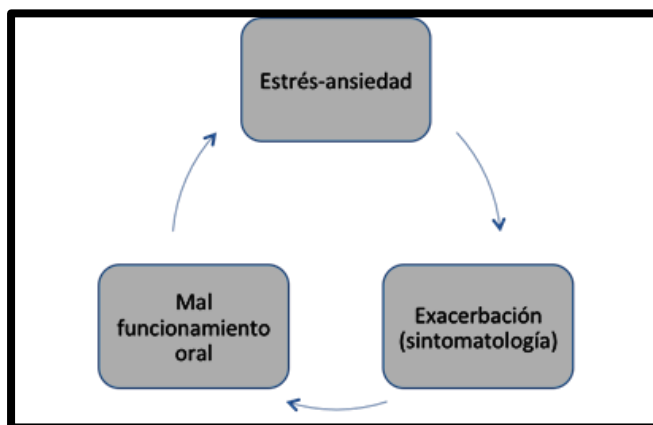 Estrés-ansiedad
Exacerbación
(sintomatología)
Mal
funcionamiento
oral